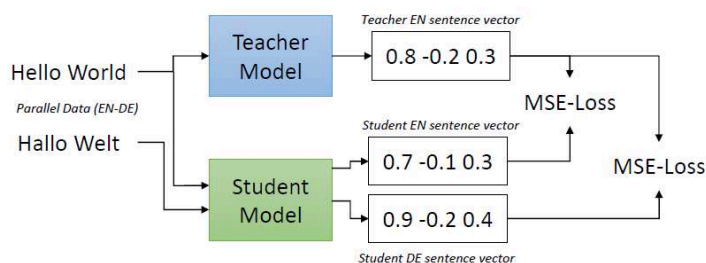 Teacher EN sentence vector
Teacher
Model
0.8 -0.2 0.3
Hello World
Parallel Data (EN-DE)
Hallo Welt
MSE-Loss
Student EN sentence vector
0.7 -0.1 0.3
MSE-Loss
Student
Model
0.9 -0.2 0.4
Student DE sentence vector